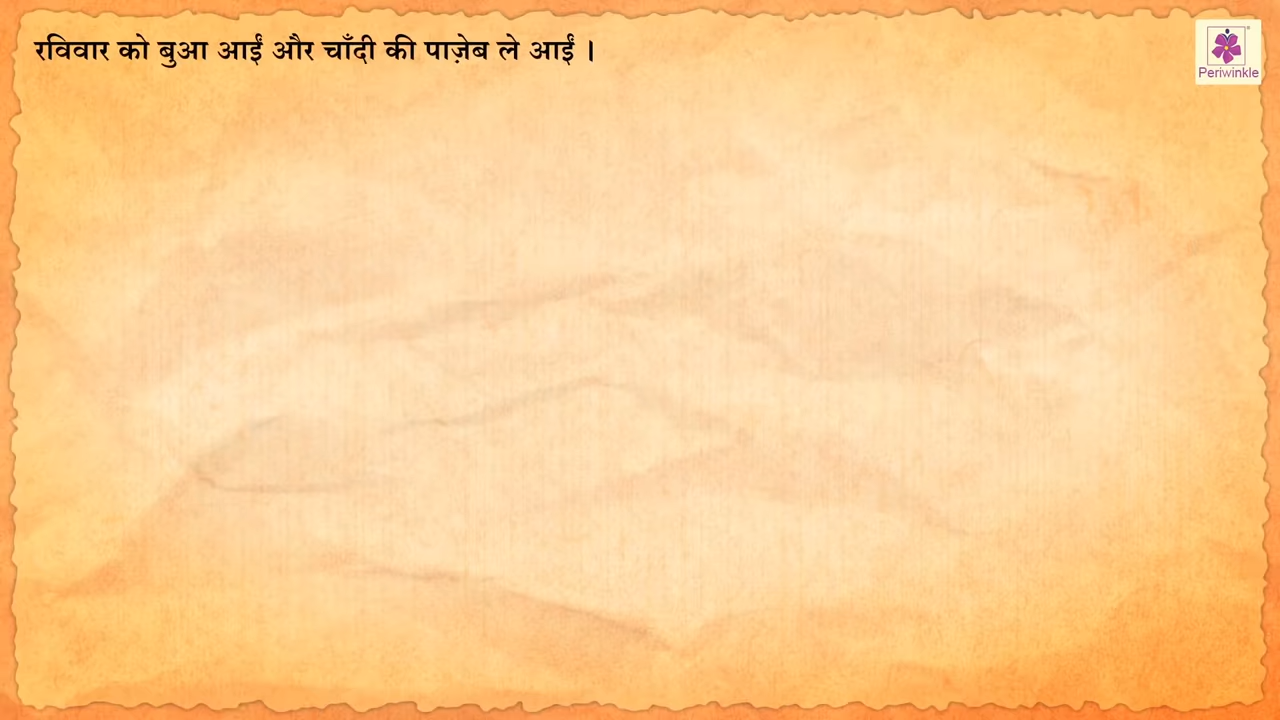 रविवार को बुआ आईं और चाँदी की पाज़ेब ले आईं ।
Periwinkle